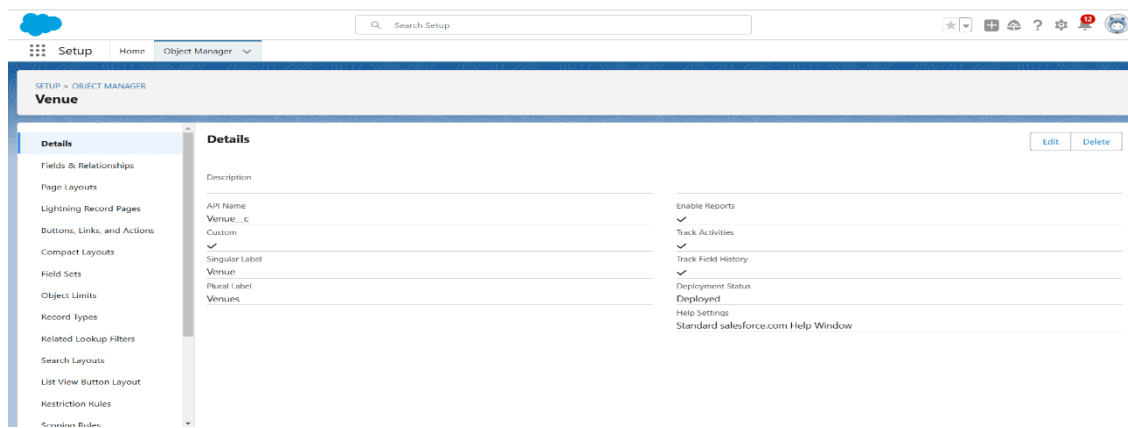 Search Setup
12
Setup
Home
Object Manager
SETUP > OBJECT MANAGER
Venue
Details
Fields & Relationships
Page Layouts
Lightning Record Pages
Buttons, Links, and Actions
Compact Layouts
Field Sets
Object Limits
Record Types
Related Lookup Filters
Search Layouts
List View Button Layout
Restriction Rules
Scoping Rules
Details
Edit
Delete
Description
API Name
Venue__c
Custom
Singular Label
Venue
Plural Label
Venues
Enable Reports
Track Activities
Track Field History
Deployment Status
Deployed
Help Settings
Standard salesforce.com Help Window